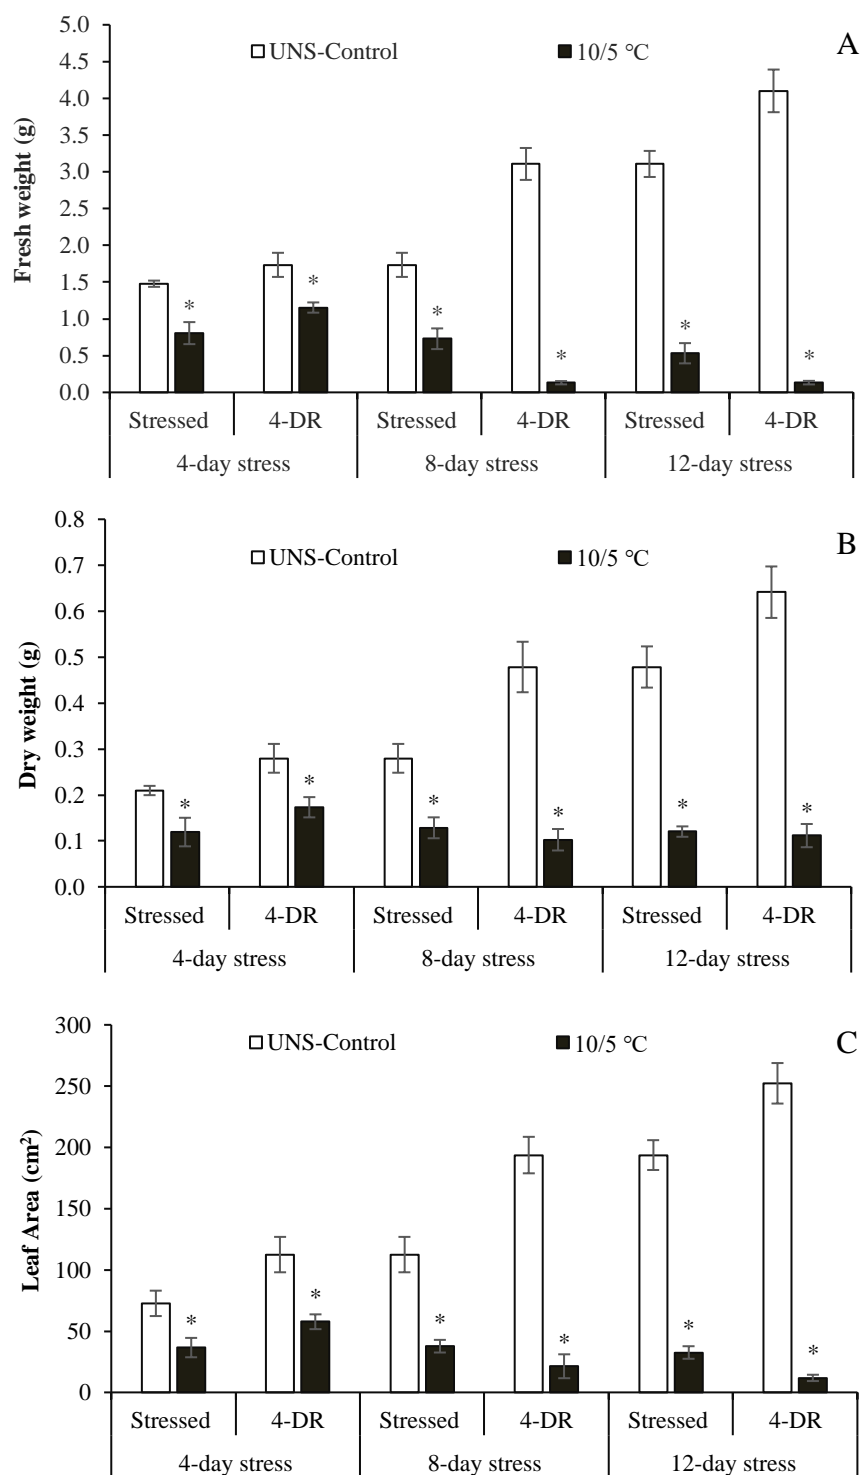 A
UNS-Control 10/5 °C
Fresh weight (g)
5.0
4.5
4.0
3.5
3.0
2.5
2.0
1.5
1.0
0.5
0.0
* * * * * *
Stressed 4-DR Stressed 4-DR Stressed 4-DR
4-day stress 8-day stress 12-day stress
B
UNS-Control 10/5 °C
Dry weight (g)
0.8
0.7
0.6
0.5
0.4
0.3
0.2
0.1
0.0
* * * * * *
Stressed 4-DR Stressed 4-DR Stressed 4-DR
4-day stress 8-day stress 12-day stress
C
UNS-Control 10/5 °C
Leaf Area (cm²)
300
250
200
150
100
50
0
* * * * * *
Stressed 4-DR Stressed 4-DR Stressed 4-DR
4-day stress 8-day stress 12-day stress